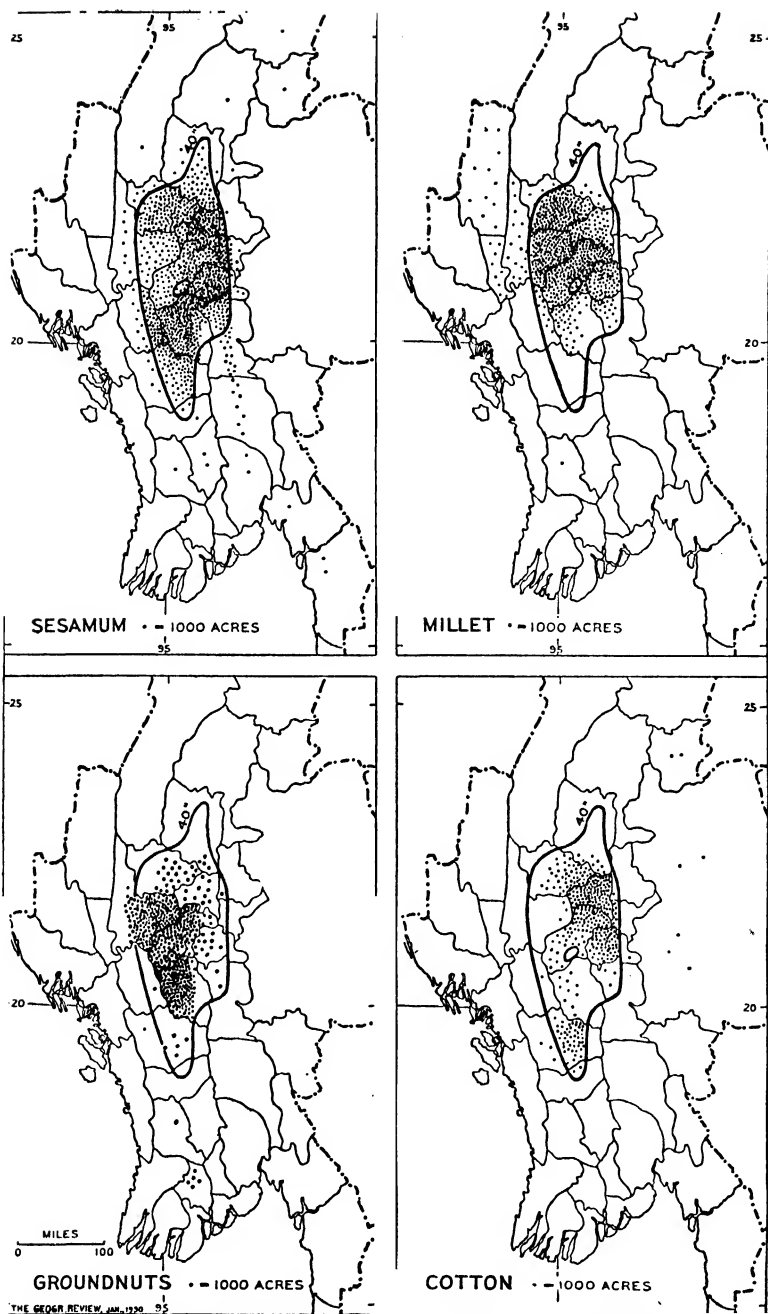 95
25
40"
20
SESAMUM • = 1000 ACRES
95
95
25
40"
20
MILLET • = 1000 ACRES
95
25
40"
20
MILES
0 100
GROUNDNUTS • = 1000 ACRES
THE GEOGR. REVIEW, JAN., 1930 95
25
40"
20
COTTON • = 1000 ACRES